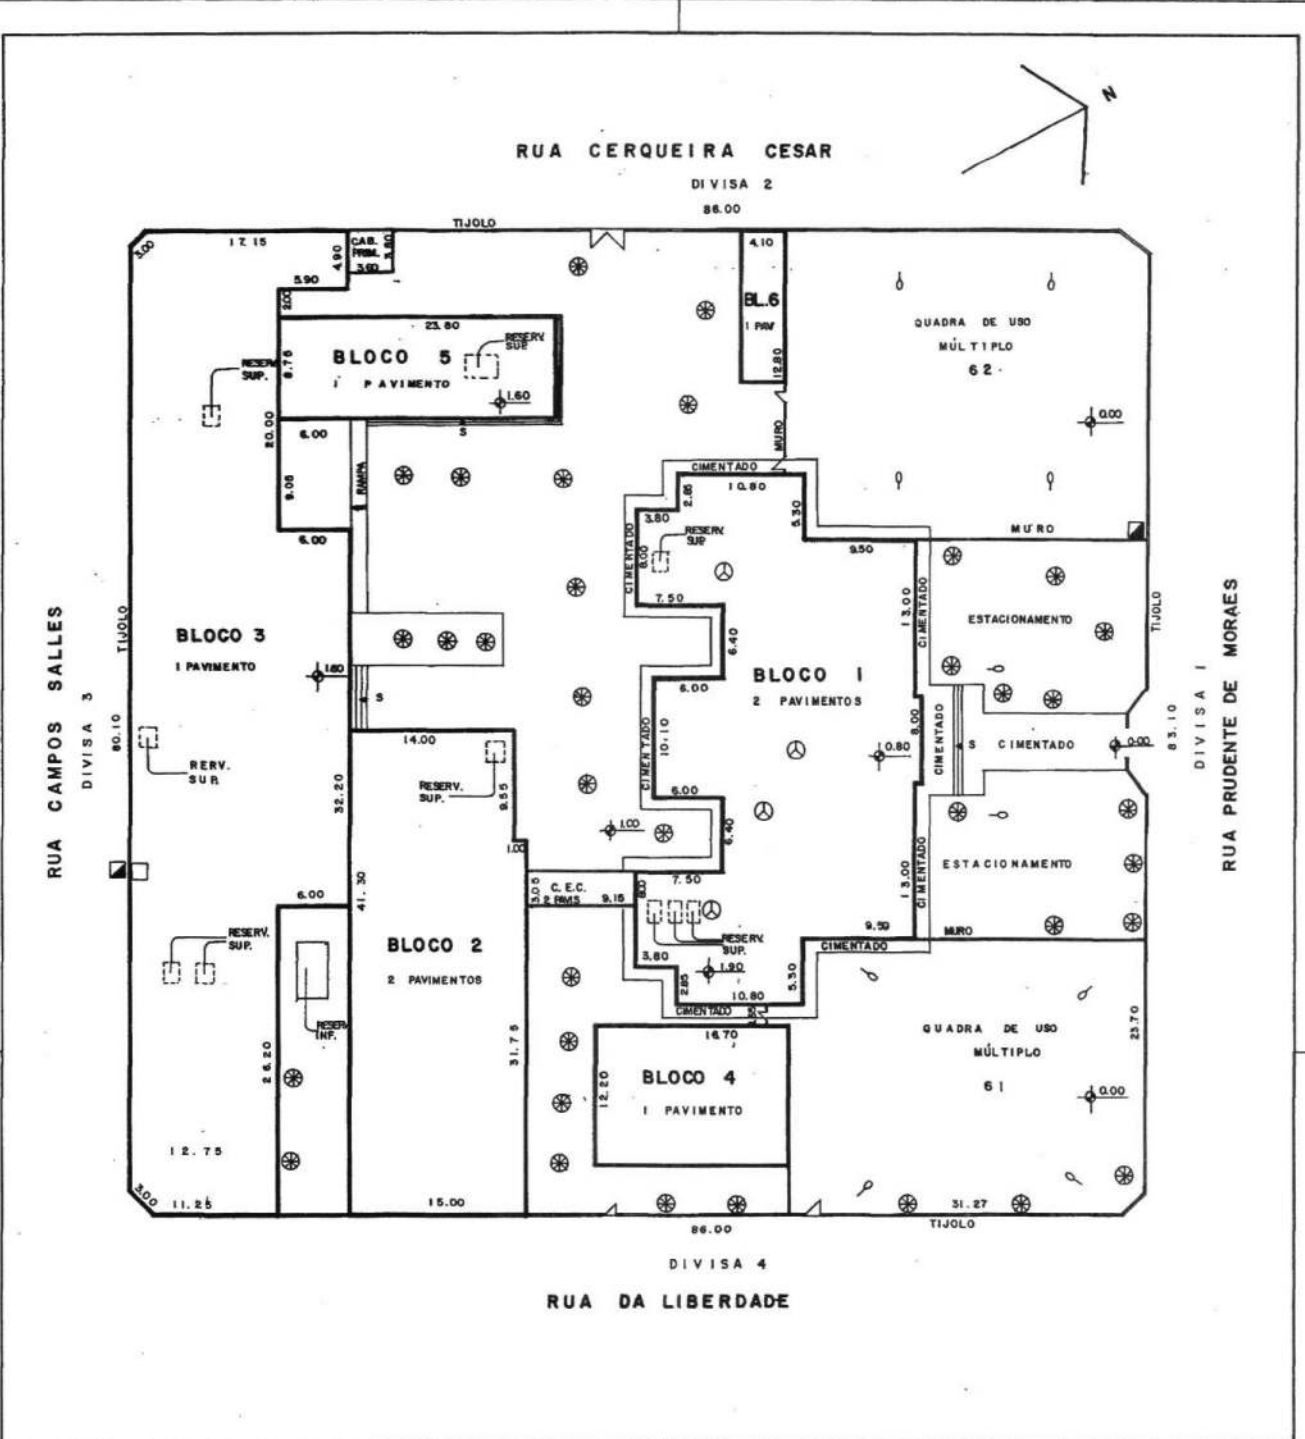 N
RUA CERQUEIRA CESAR
DIVISA 2
86.00
TIJOLO
3.00
17.15
4.90
CAB.
PRIM.
3.60
3.80
5.90
2.00
4.10
BL.6
1 PAV
12.80
QUADRA DE USO
MÚLTIPLO
62
23.80
RESERV.
SUP.
BLOCO 5
1 PAVIMENTO
8.75
1.60
RESERV.
SUP.
0.00
20.00
6.00
S
MURO
RAMPA
9.05
6.00
CIMENTADO
10.80
2.85
5.30
3.80
RESERV.
SUP.
CIMENTADO
8.00
MURO
9.50
7.50
13.00
CIMENTADO
ESTACIONAMENTO
TIJOLO
RUA CAMPOS SALLES
DIVISA 3
80.10
TIJOLO
BLOCO 3
1 PAVIMENTO
1.60
S
6.40
BLOCO 1
2 PAVIMENTOS
6.00
10.10
CIMENTADO
8.00
CIMENTADO
S
CIMENTADO
0.00
0.80
83.10
DIVISA 1
RUA PRUDENTE DE MORAES
14.00
RERV.
SUP.
RESERV.
SUP.
9.55
32.20
6.00
1.00
6.40
1.00
7.50
ESTACIONAMENTO
13.00
CIMENTADO
41.30
6.00
3.05
C.E.C.
2 PAVIS
9.15
8.00
9.50
MURO
CIMENTADO
RESERV.
SUP.
BLOCO 2
2 PAVIMENTOS
RESERV.
SUP.
3.80
1.90
2.85
5.30
10.80
CIMENTADO
RESERV.
INF.
16.70
BLOCO 4
1 PAVIMENTO
12.20
31.75
26.20
QUADRA DE USO
MÚLTIPLO
61
23.70
0.00
12.75
3.00
11.25
15.00
31.27
TIJOLO
86.00
DIVISA 4
RUA DA LIBERDADE